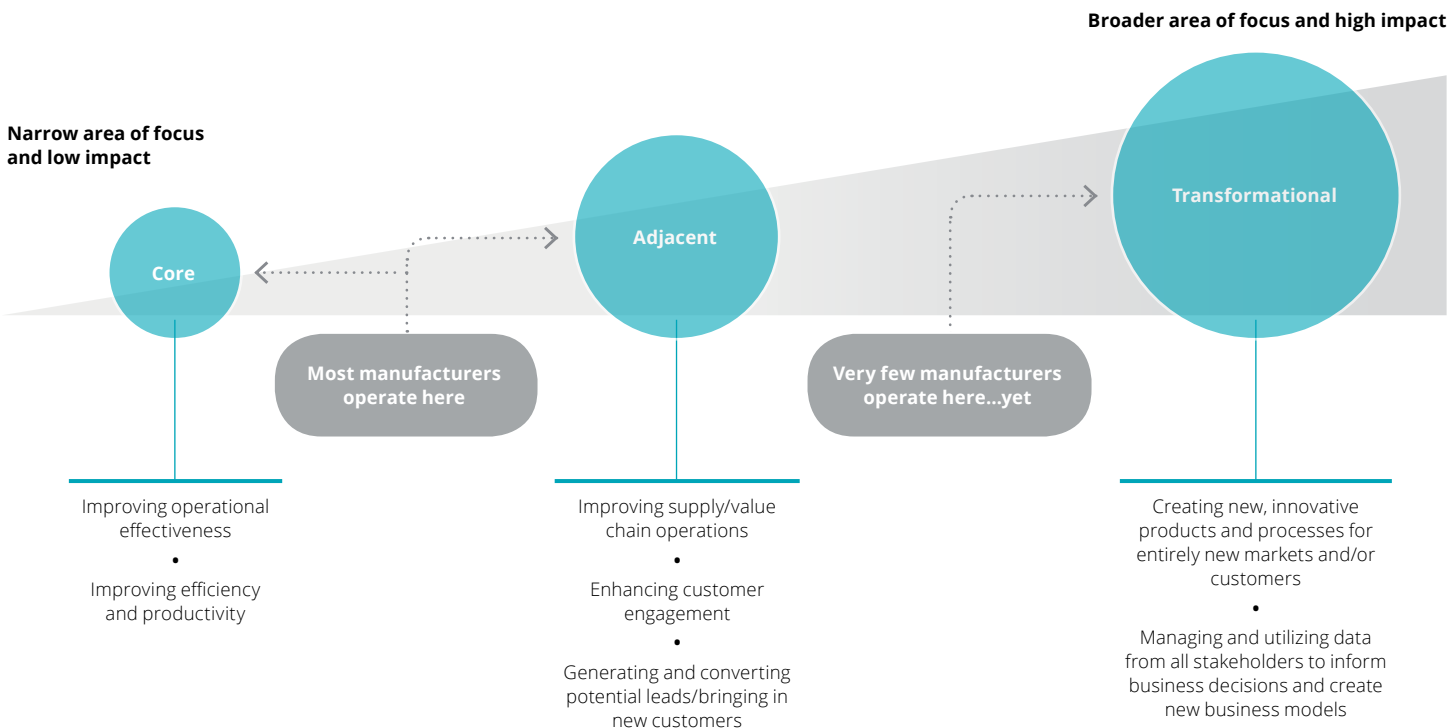 Broader area of focus and high impact
Narrow area of focus
and low impact
Core
Adjacent
Transformational
Most manufacturers
operate here
Very few manufacturers
operate here...yet
Improving operational
effectiveness
•
Improving efficiency
and productivity
Improving supply/value
chain operations
•
Enhancing customer
engagement
•
Generating and converting
potential leads/bringing in
new customers
Creating new, innovative
products and processes for
entirely new markets and/or
customers
•
Managing and utilizing data
from all stakeholders to inform
business decisions and create
new business models